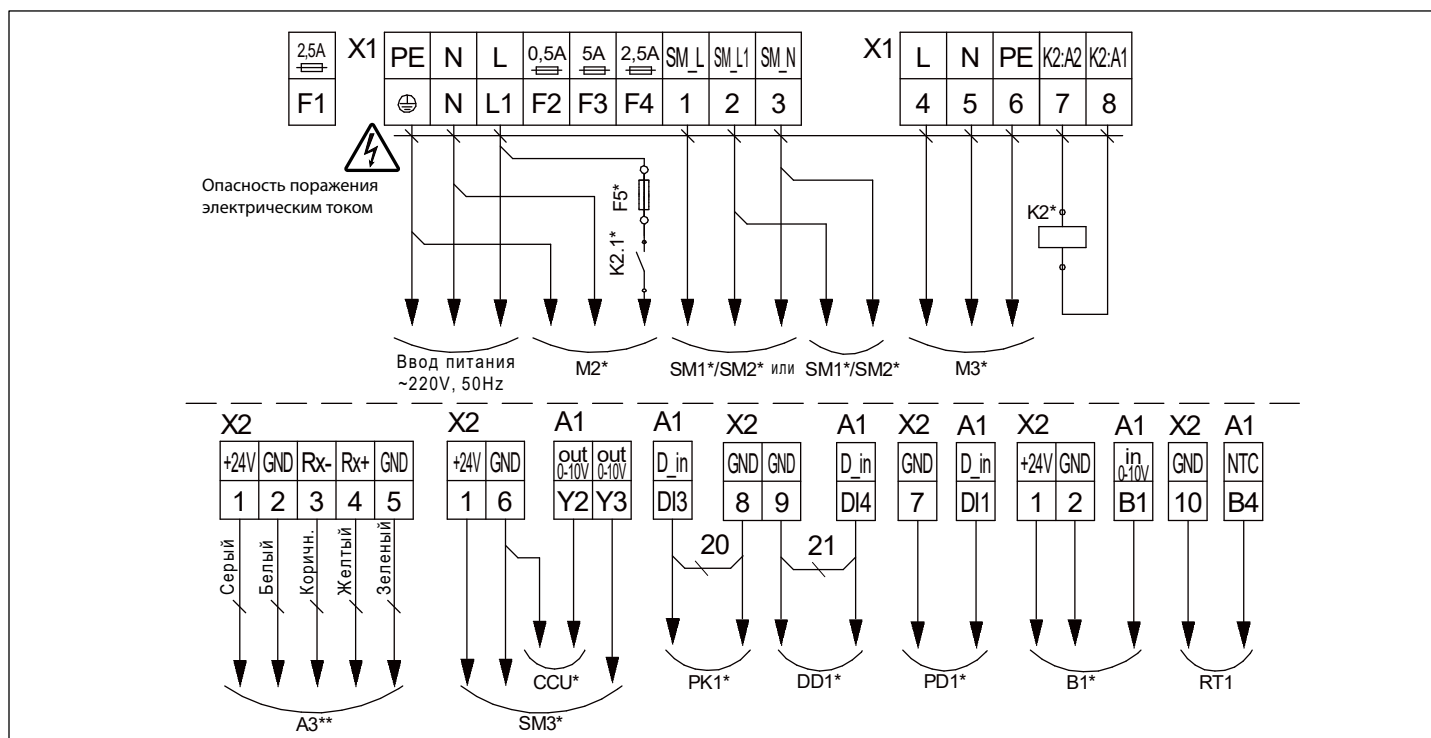 2,5A X1 PE N L 0,5A 5A 2,5A SM_L SM_L1 SM_N X1 L N PE K2:A2 K2:A1
F1 N L1 F2 F3 F4 1 2 3 4 5 6 7 8
Опасность поражения
электрическим током
F5*
K2.1*
K2*
Ввод питания
~220V, 50Hz
M2*
SM1*/SM2* или SM1*/SM2*
M3*
X2 X2 A1 A1 X2 A1 X2 A1 X2 A1 X2 A1
+24V GND Rx- Rx+ GND +24V GND out 0-10V out 0-10V D_in GND GND D_in GND D_in +24V GND in 0-10V GND NTC
1 2 3 4 5 1 6 Y2 Y3 DI3 8 9 DI4 7 DI1 1 2 B1 10 B4
Серый
Белый
Коричн.
Желтый
Зеленый
20 21
CCU* PK1* DD1* PD1* B1* RT1
A3** SM3*